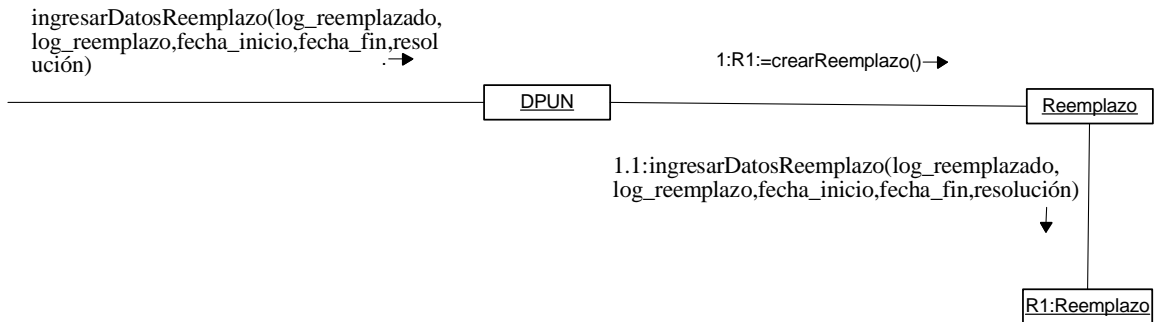 ingresarDatosReemplazo(log_reemplazado,
log_reemplazo,fecha_inicio,fecha_fin,resol
ución)
.
1:R1:=crearReemplazo()
DPUN
Reemplazo
1.1:ingresarDatosReemplazo(log_reemplazado,
log_reemplazo,fecha_inicio,fecha_fin,resolución)
R1:Reemplazo